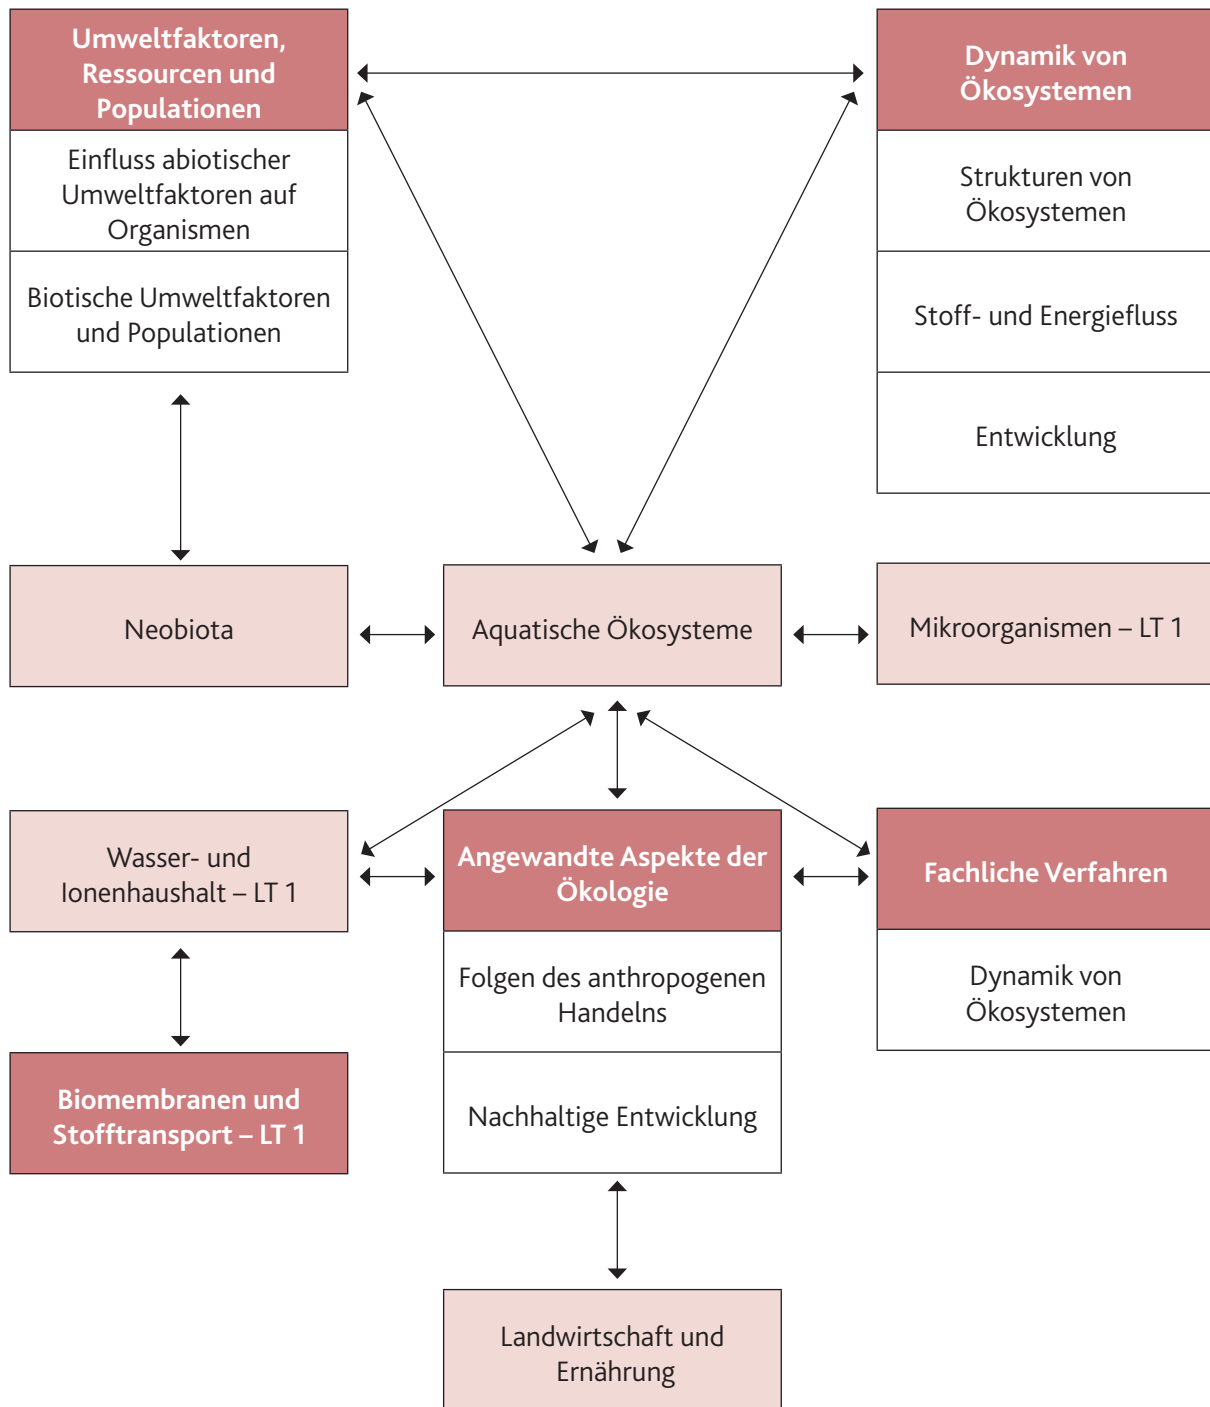 Umweltfaktoren,
Ressourcen und
Populationen
Einfluss abiotischer
Umweltfaktoren auf
Organismen
Biotische Umweltfaktoren
und Populationen
Dynamik von
Ökosystemen
Strukturen von
Ökosystemen
Stoff- und Energiefluss
Entwicklung
Neobiota
Aquatische Ökosysteme
Mikroorganismen – LT 1
Wasser- und
Ionenhaushalt – LT 1
Biomembranen und
Stofftransport – LT 1
Angewandte Aspekte der
Ökologie
Folgen des anthropogenen
Handelns
Nachhaltige Entwicklung
Fachliche Verfahren
Dynamik von
Ökosystemen
Landwirtschaft und
Ernährung